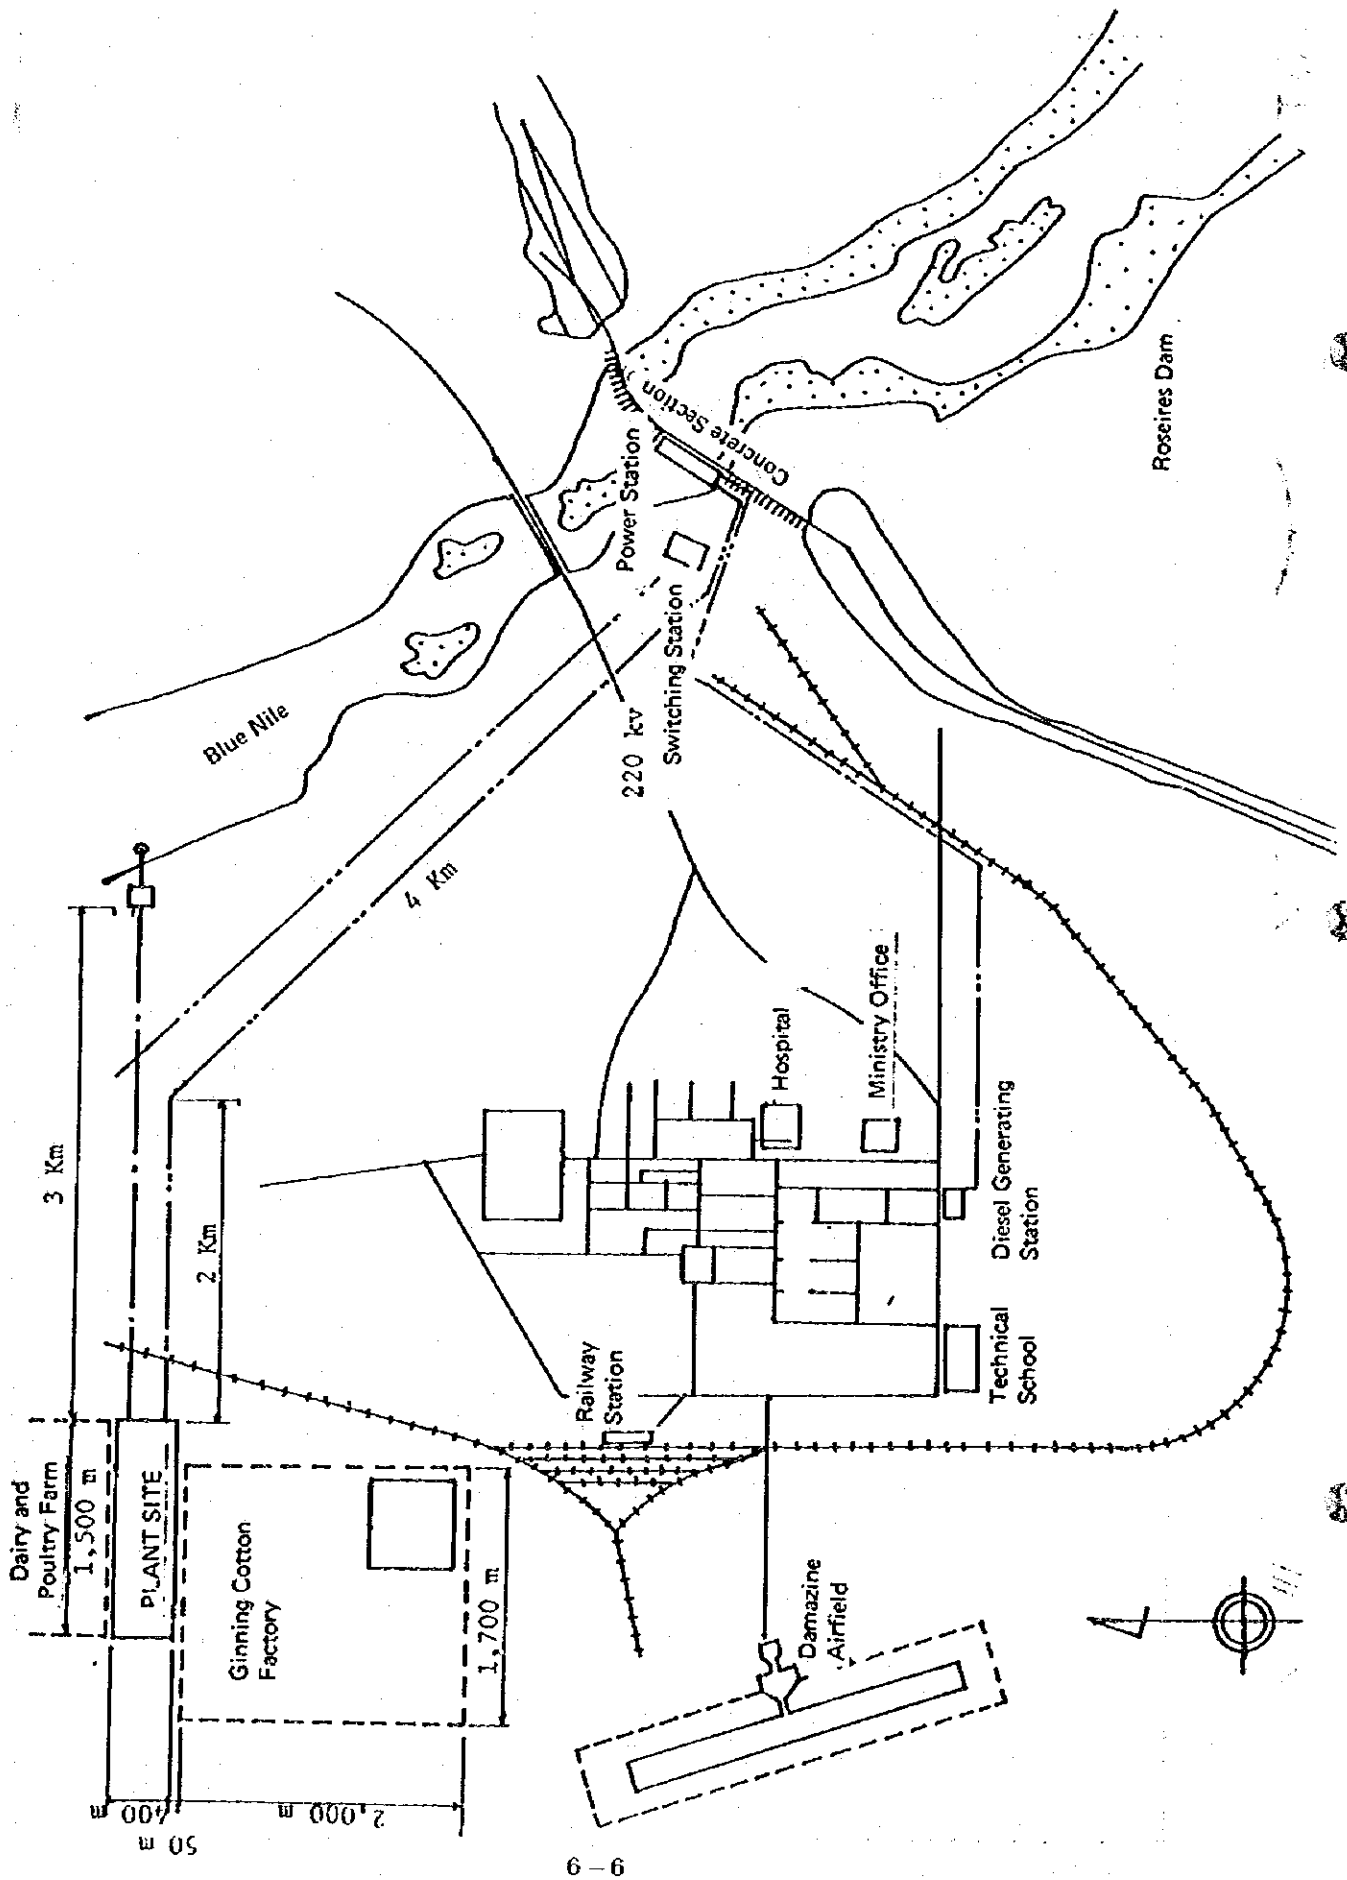 Dairy and
Poultry Farm
1,500 m
PLANT SITE
3 Km
2 Km
50 m
400 m
2,000 m
Ginning Cotton
Factory
1,700 m
4 Km
Blue Nile
220 kv
Power Station
Switching Station
Concrete Section
Roseires Dam
Railway
Station
Hospital
Ministry Office
Diesel Generating
Station
Technical
School
Damazine
Airfield
9-9